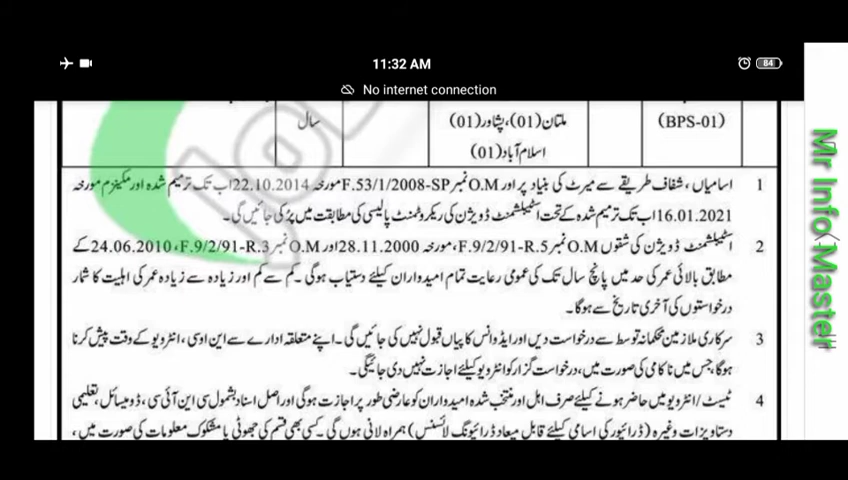 11:32 AM
84
No internet connection
(BPS-01)
ملتان (01)، پشاور (01)
سال
اسلام آباد (01)
1 اسامیاں، شفاف طریقے سے میرٹ کی بنیاد پر اور O.M نمبر F.53/1/2008-SP مورخہ 22.10.2014 اب تک ترمیم شدہ اور مکینزم مورخہ
16.01.2021 اب تک ترمیم شدہ کے تحت اسٹیبلشمنٹ ڈویژن کی ریکروٹمنٹ پالیسی کی مطابقت میں پُر کی جائیں گی۔
2 اسٹیبلشمنٹ ڈویژن کی شقوں O.M نمبر F.9/2/91-R.5، مورخہ 28.11.2000 اور O.M نمبر F.9/2/91-R.3، 24.06.2010 کے
مطابق بالائی عمر کی حد میں پانچ سال تک کی عمومی رعایت تمام امیدواران کیلئے دستیاب ہوگی۔ کم سے کم اور زیادہ سے زیادہ عمر کی اہلیت کا شمار
درخواستوں کی آخری تاریخ سے ہوگا۔
3 سرکاری ملازمین محکمانہ توسط سے درخواست دیں اور ایڈوانس کاپیاں قبول نہیں کی جائیں گی۔ اپنے متعلقہ ادارے سے این او سی، انٹرویو کے وقت پیش کرنا
ہوگا، جس میں ناکامی کی صورت میں، درخواست گزار کو انٹرویو کیلئے اجازت نہیں دی جائیگی۔
4 ٹیسٹ/انٹرویو میں حاضر ہونے کیلئے صرف اہل اور منتخب شدہ امیدواران کو عارضی طور پر اجازت ہوگی اور اصل اسناد بشمول سی این آئی سی، ڈومیسائل، تعلیمی
دستاویزات وغیرہ (ڈرائیور کی اسامی کیلئے قابل میعاد ڈرائیونگ لائسنس) ہمراہ لانی ہوں گی۔ کسی بھی قسم کی جھوٹی یا مشکوک معلومات کی صورت میں،
Mr Info Master